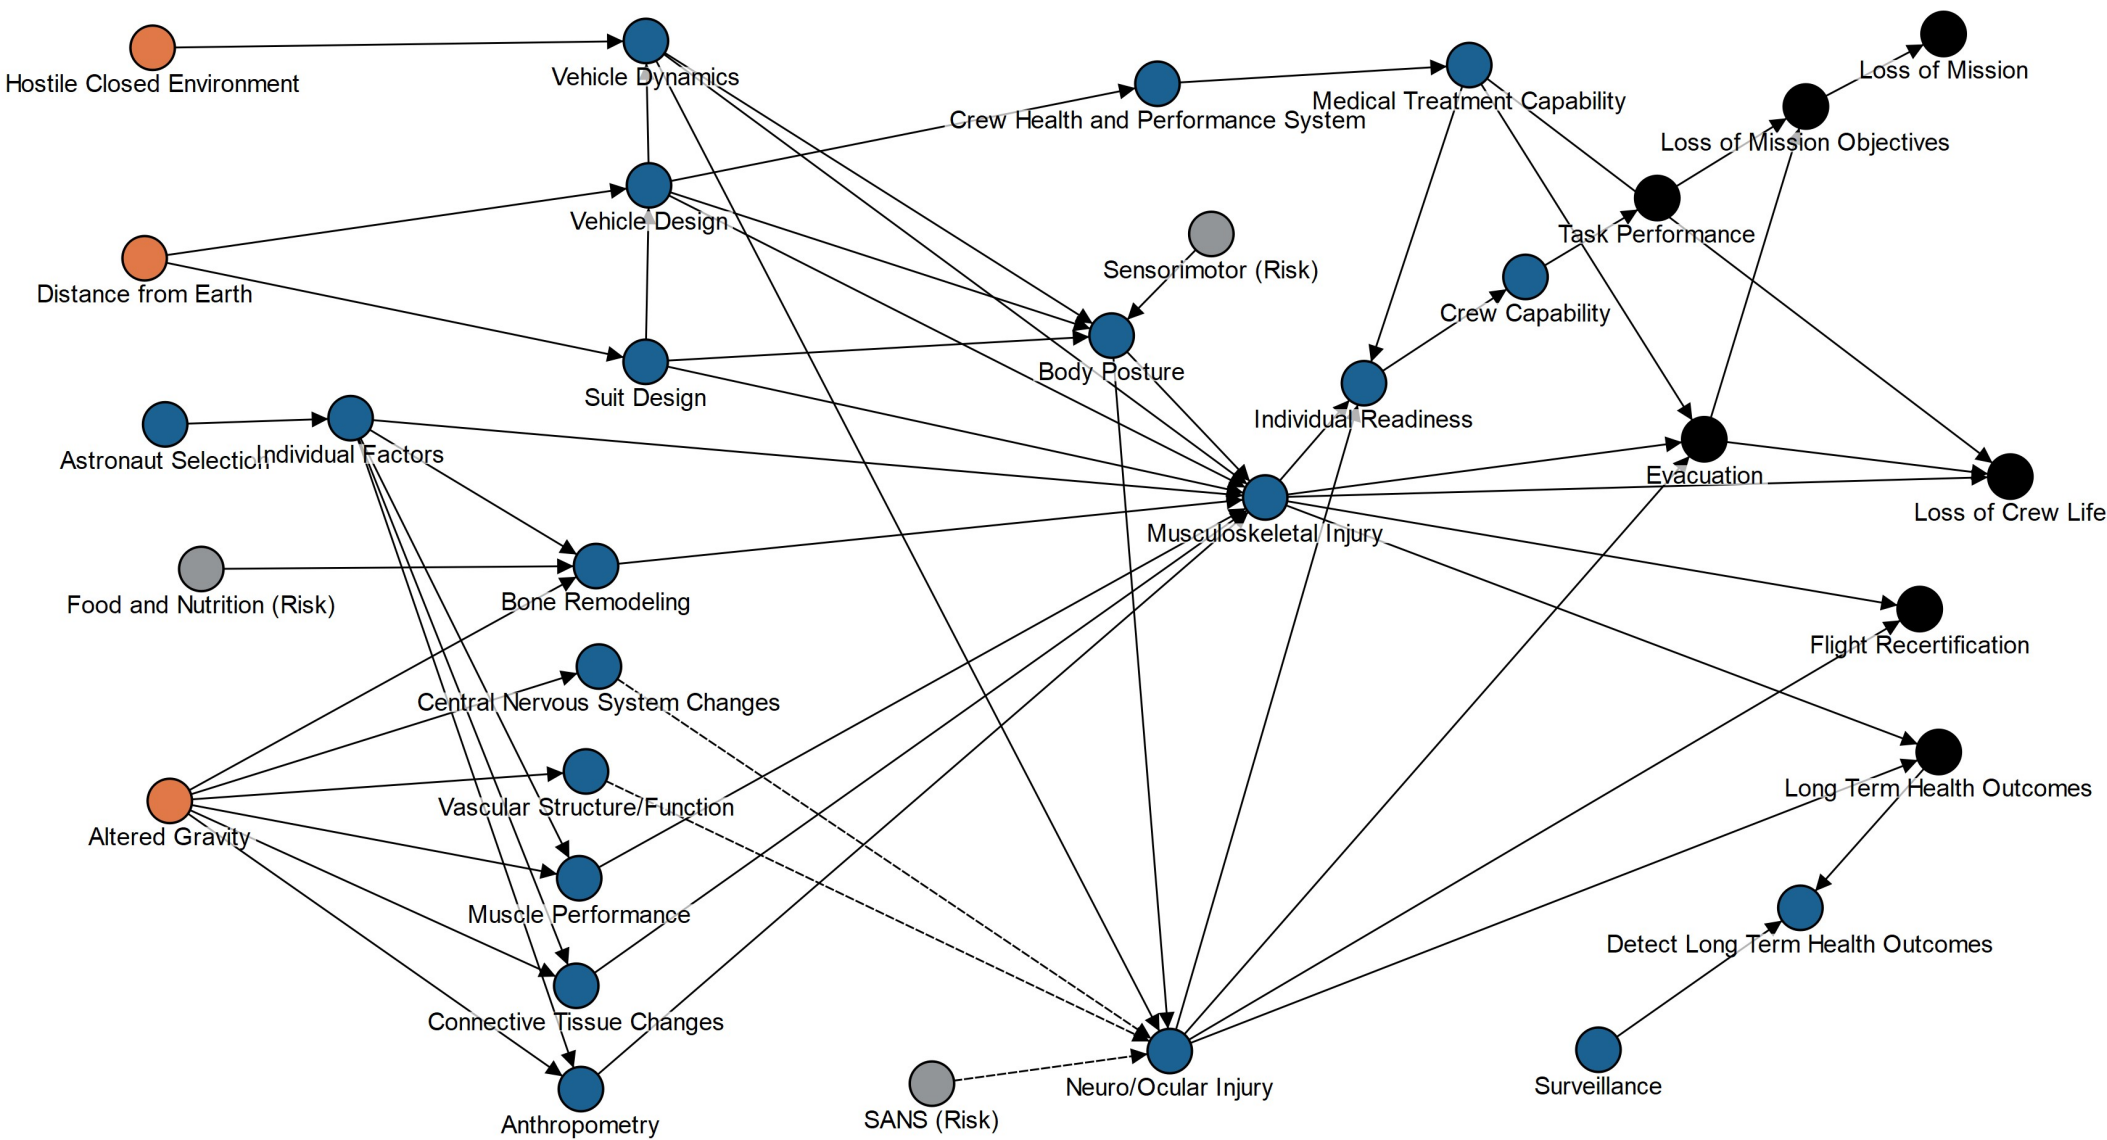 Hostile Closed Environment
Vehicle Dynamics
Crew Health and Performance System
Medical Treatment Capability
Loss of Mission
Loss of Mission Objectives
Vehicle Design
Distance from Earth
Sensorimotor (Risk)
Task Performance
Crew Capability
Suit Design
Body Posture
Individual Readiness
Astronaut Selection
Individual Factors
Evacuation
Loss of Crew Life
Musculoskeletal Injury
Food and Nutrition (Risk)
Bone Remodeling
Flight Recertification
Central Nervous System Changes
Long Term Health Outcomes
Vascular Structure/Function
Altered Gravity
Muscle Performance
Detect Long Term Health Outcomes
Connective Tissue Changes
Neuro/Ocular Injury
Surveillance
SANS (Risk)
Anthropometry